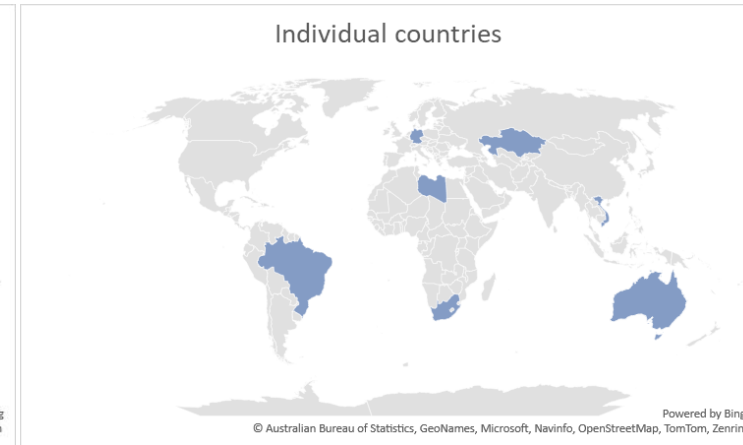 Individual countries
Powered by Bing
© Australian Bureau of Statistics, GeoNames, Microsoft, Navinfo, OpenStreetMap, TomTom, Zenrin